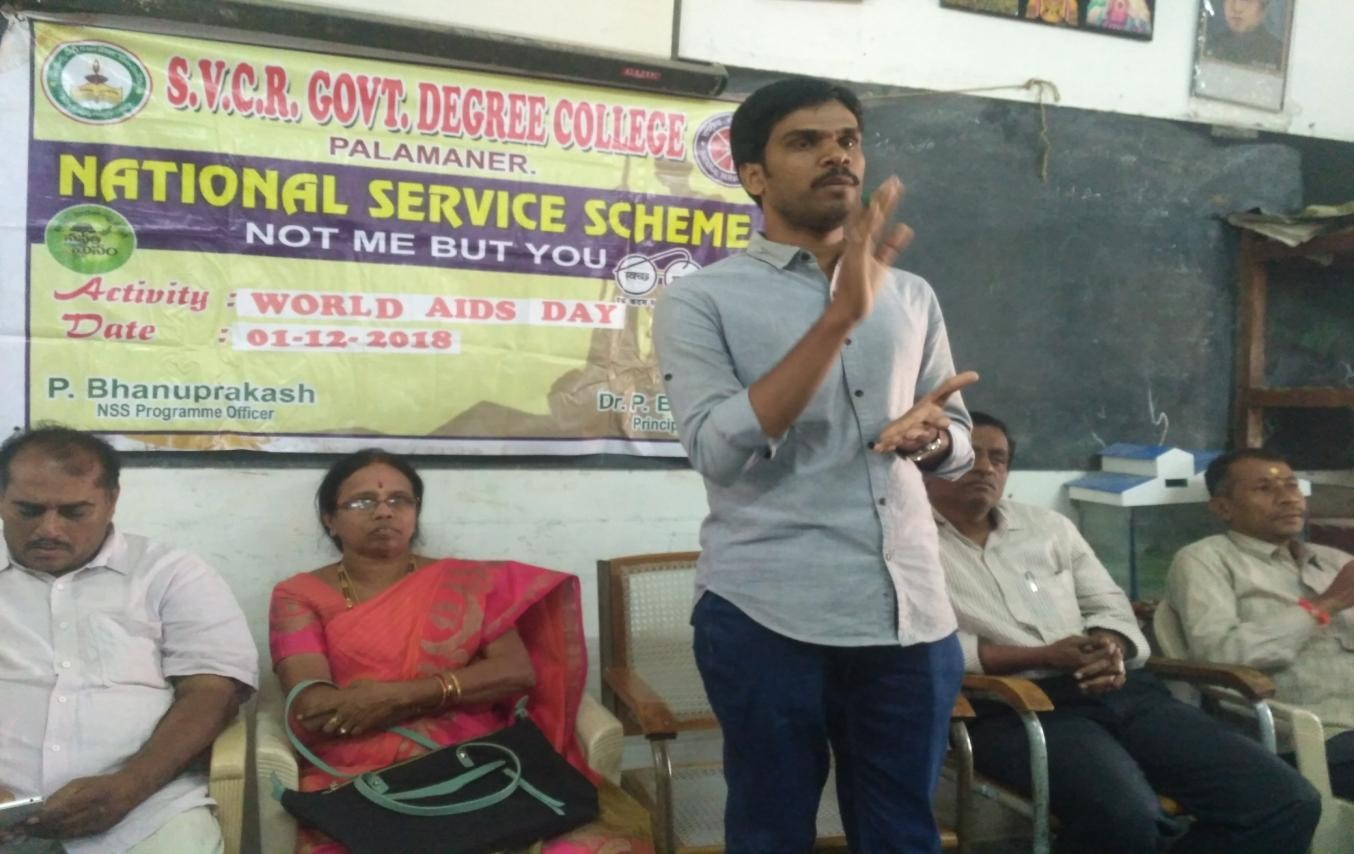 S.V.C.R. GOVT. DEGREE COLLEGE
PALAMANER.
NATIONAL SERVICE SCHEME
NOT ME BUT YOU
Activity : WORLD AIDS DAY
Date : 01-12-2018
P. Bhanuprakash
NSS Programme Officer
Dr. P.